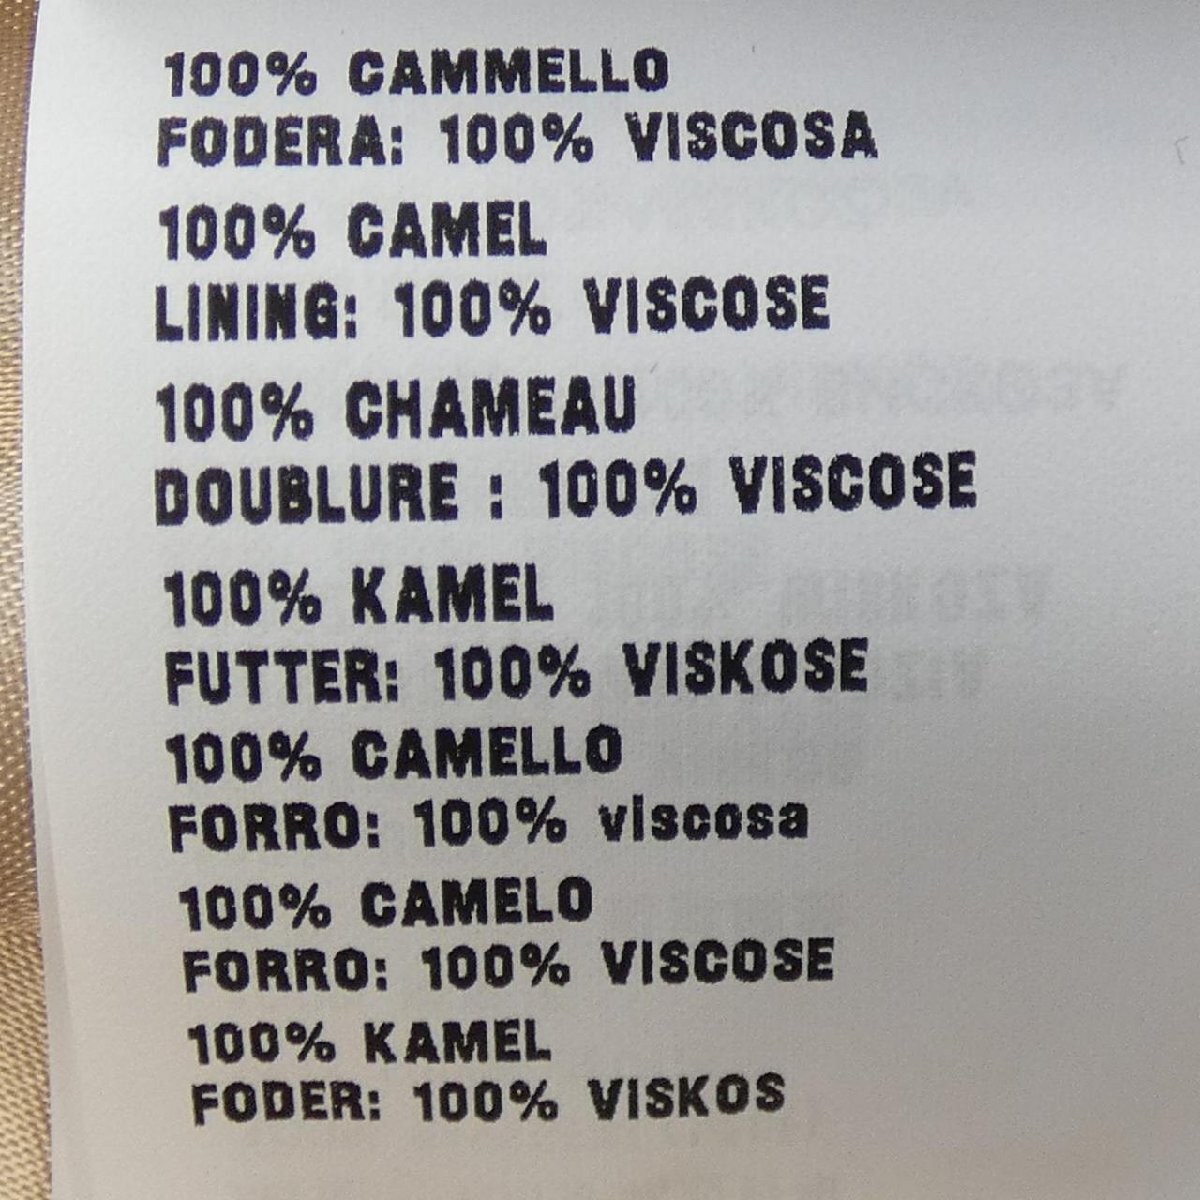 100% CAMMELLO
FODERA: 100% VISCOSA
100% CAMEL
LINING: 100% VISCOSE
100% CHAMEAU
DOUBLURE : 100% VISCOSE
100% KAMEL
FUTTER: 100% VISKOSE
100% CAMELLO
FORRO: 100% viscosa
100% CAMELO
FORRO: 100% VISCOSE
100% KAMEL
FODER: 100% VISKOS